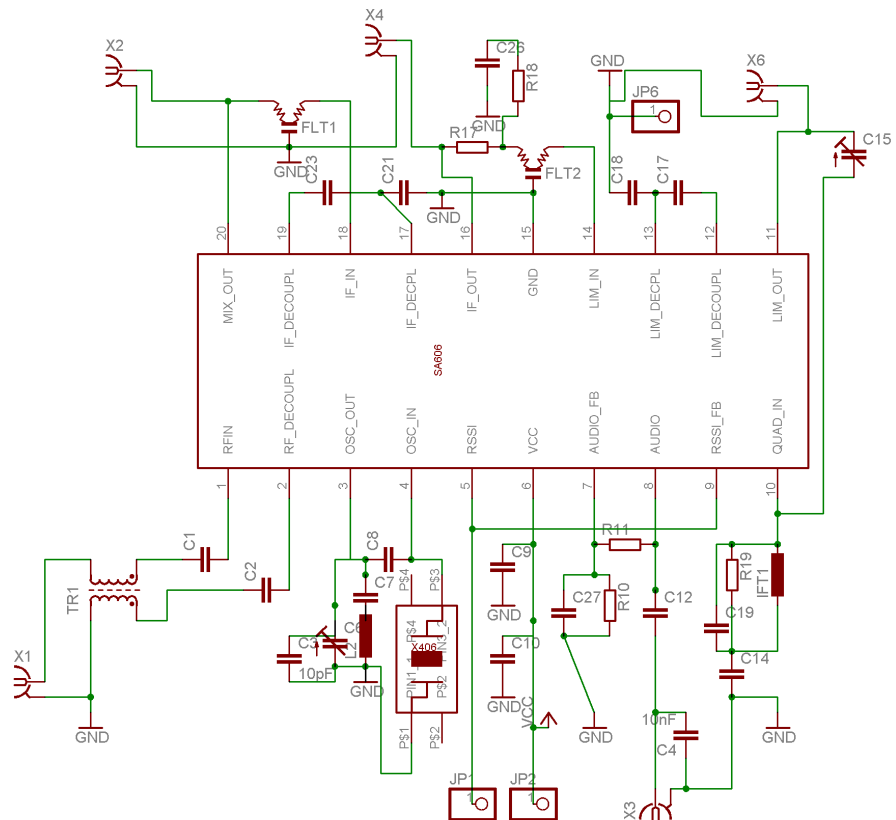 X2
X4
C26
R18
GND
X6
GND
JP6
1
FLT1
R17
C15
GND
C23
C21
FLT2
C18
C17
GND
20
19
18
17
16
15
14
13
12
11
MIX_OUT
IF_DECOUPL
IF_IN
IF_DECPL
IF_OUT
GND
LIM_IN
LIM_DECPL
LIM_DECOUPL
LIM_OUT
SA606
RFIN
RF_DECOUPL
OSC_OUT
OSC_IN
RSSI
VCC
AUDIO_FB
AUDIO
RSSI_FB
QUAD_IN
1
2
3
4
5
6
7
8
9
10
C1
C8
R11
C9
TR1
C2
C7
P$4
P$3
R19
IFT1
C27
R10
C12
GND
C19
C3
C6
L2
P$4
X406
C10
10pF
P$2
C14
X1
GND
GND
VCC
10nF
GND
P$1
P$2
GND
GND
C4
JP1
1
JP2
1
X3